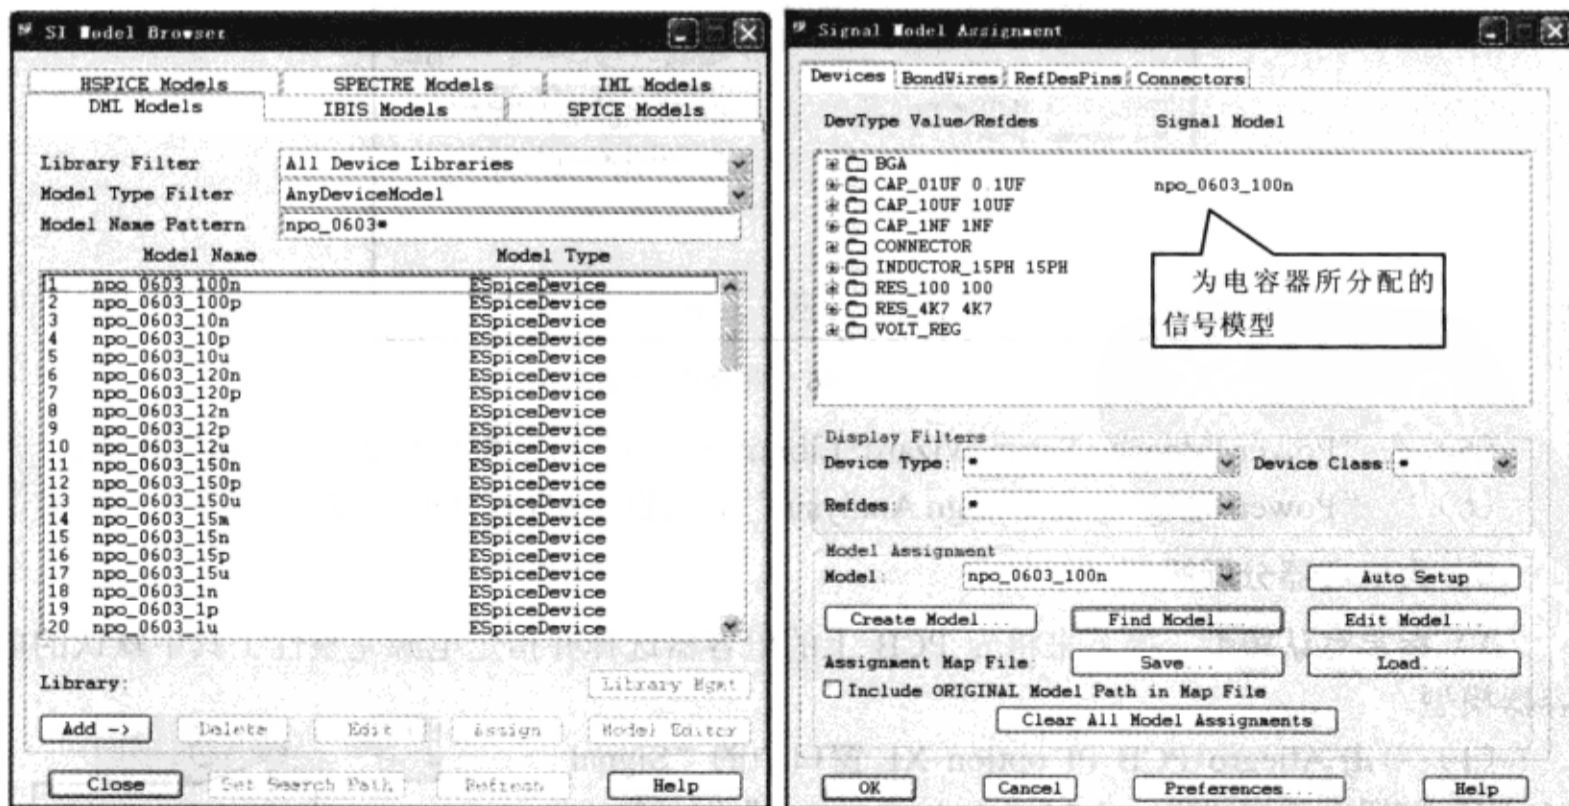 SI Model Browser
HSPICE Models SPECTRE Models IML Models
DML Models IBIS Models SPICE Models
Library Filter All Device Libraries
Model Type Filter AnyDeviceModel
Model Name Pattern npo_0603*
Model Name Model Type
1 npo_0603_100n ESpiceDevice
2 npo_0603_100p ESpiceDevice
3 npo_0603_10n ESpiceDevice
4 npo_0603_10p ESpiceDevice
5 npo_0603_10u ESpiceDevice
6 npo_0603_120n ESpiceDevice
7 npo_0603_120p ESpiceDevice
8 npo_0603_12n ESpiceDevice
9 npo_0603_12p ESpiceDevice
10 npo_0603_12u ESpiceDevice
11 npo_0603_150n ESpiceDevice
12 npo_0603_150p ESpiceDevice
13 npo_0603_150u ESpiceDevice
14 npo_0603_15m ESpiceDevice
15 npo_0603_15n ESpiceDevice
16 npo_0603_15p ESpiceDevice
17 npo_0603_15u ESpiceDevice
18 npo_0603_1n ESpiceDevice
19 npo_0603_1p ESpiceDevice
20 npo_0603_1u ESpiceDevice
Library:
Library Mgmt
Add -> Delete Edit Assign Model Editor
Close Set Search Path Refresh Help
Signal Model Assignment
Devices BondWires RefDesPins Connectors
DevType Value/Refdes Signal Model
BGA
CAP_01UF 0.1UF npo_0603_100n
CAP_10UF 10UF
CAP_1NF 1NF
CONNECTOR
INDUCTOR_15PH 15PH
RES_100 100
RES_4K7 4K7
VOLT_REG
为电容器所分配的
信号模型
Display Filters
Device Type: * Device Class: *
Refdes: *
Model Assignment
Model: npo_0603_100n Auto Setup
Create Model... Find Model... Edit Model...
Assignment Map File: Save... Load...
Include ORIGINAL Model Path in Map File
Clear All Model Assignments
OK Cancel Preferences... Help